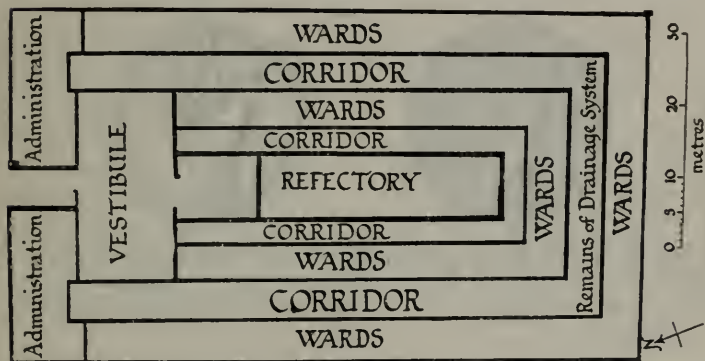 WARDS
CORRIDOR
WARDS
CORRIDOR
REFECTORY
CORRIDOR
WARDS
CORRIDOR
WARDS
Administration
Administration
VESTIBULE
WARDS
Remains of Drainage System
WARDS
0 5 10 20 30
metres
N